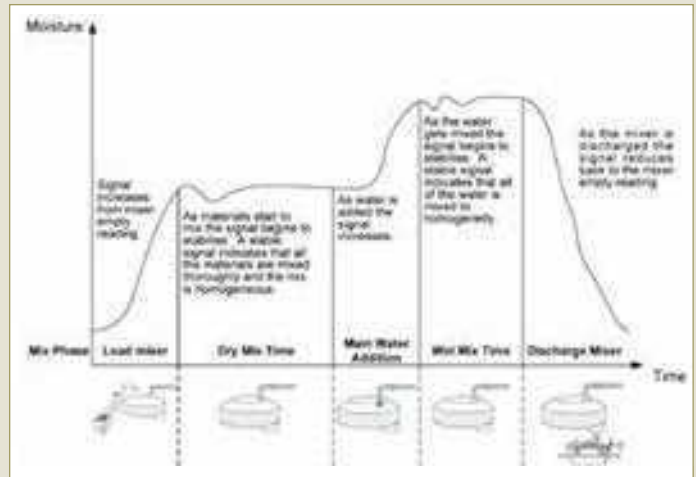 Moisture
Signal
increases
from mixer
empty
reading
As materials start to
mix the signal begins to
stabilises. A stable
signal indicates that all
the materials are mixed
thoroughly and the mix
is homogeneous.
As water is
added the
signal
increases.
As the water
gets mixed the
signal begins to
stabilise. A
stable signal
indicates that all
of the water is
mixed to
homogeneity.
As the mixer is
discharged the
signal reduces
back to the mixer
empty reading
Mix Phase
Load mixer
Dry Mix Time
Main Water
Addition
Wet Mix Time
Discharge Mixer
Time